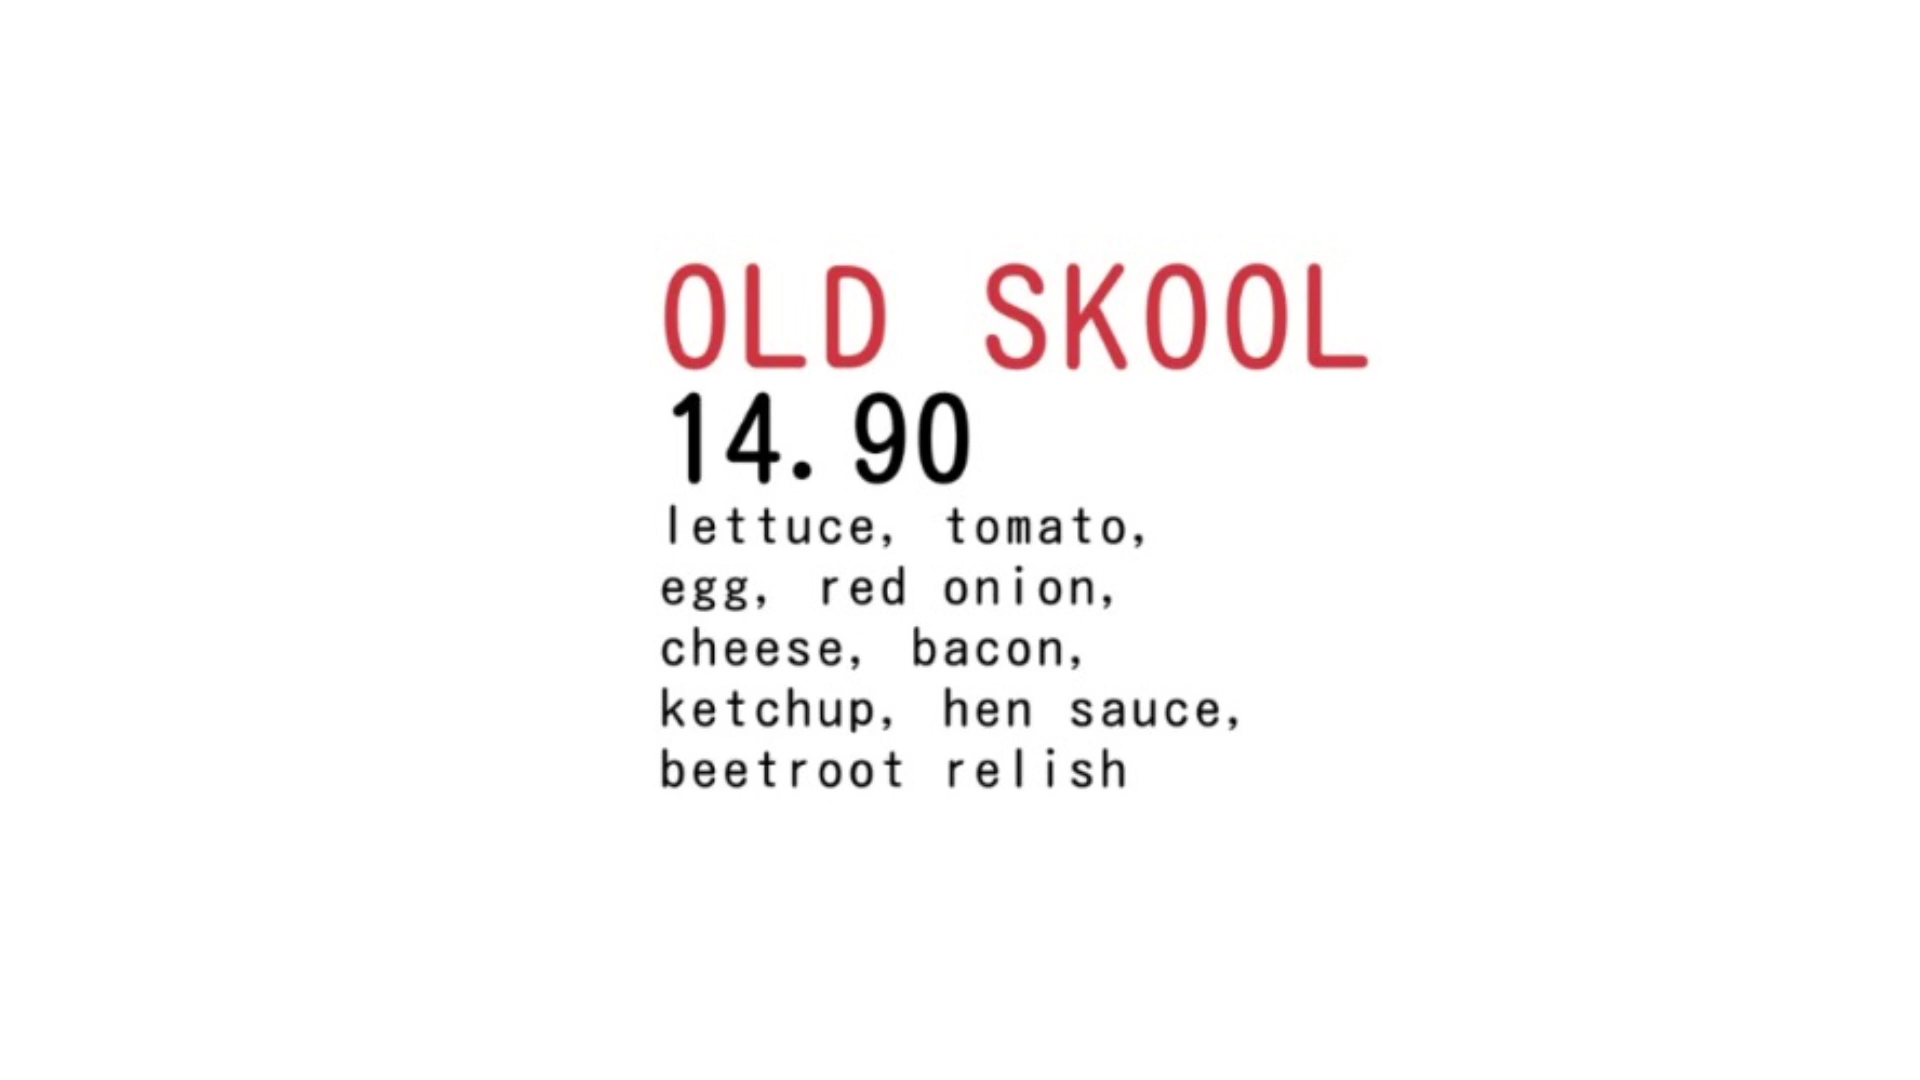 OLD SKOOL
14.90
lettuce, tomato,
egg, red onion,
cheese, bacon,
ketchup, hen sauce,
beetroot relish